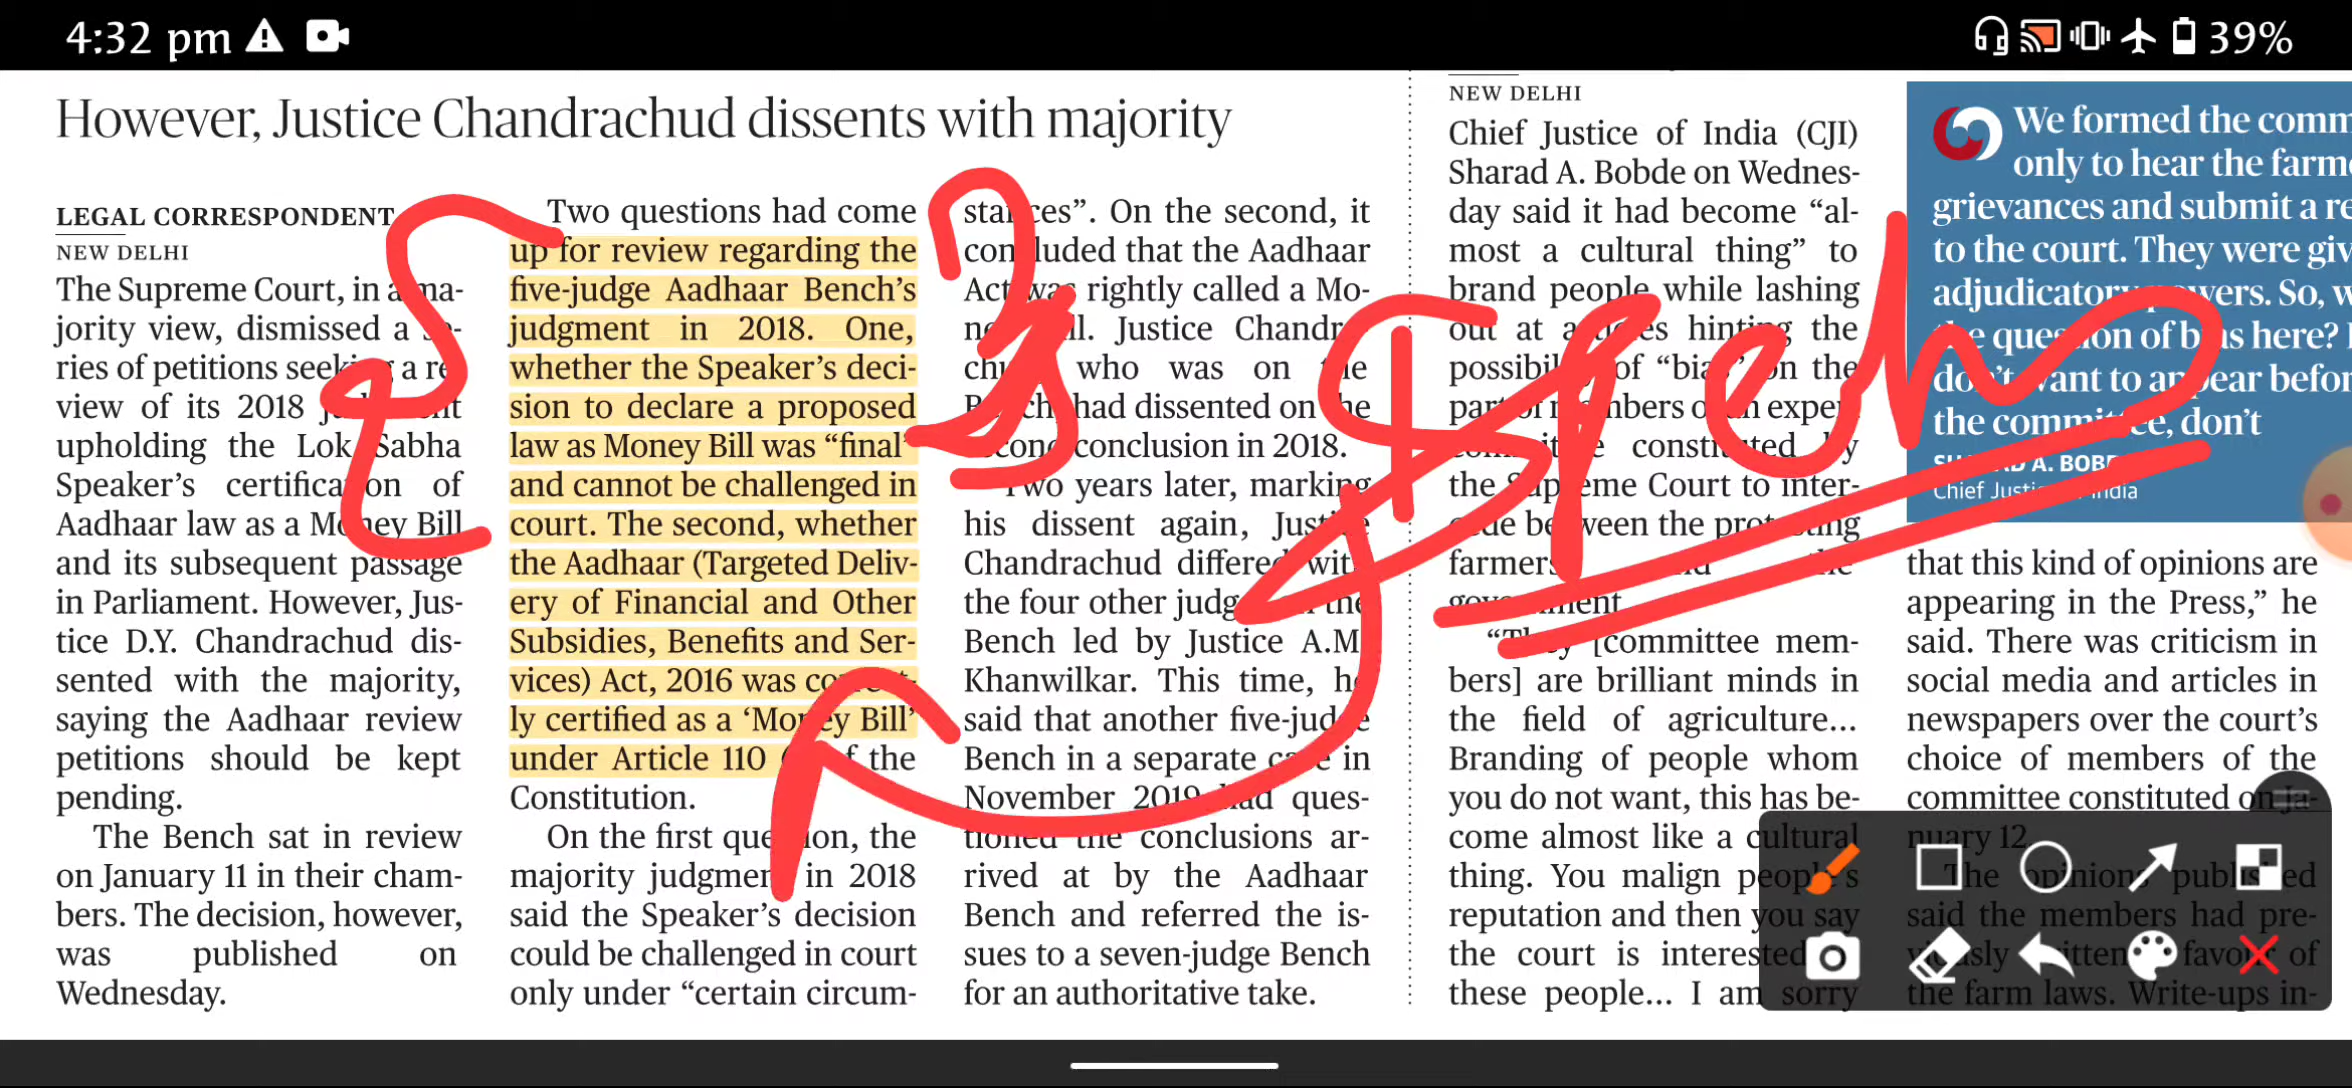 4:32 pm
39%
However, Justice Chandrachud dissents with majority
LEGAL CORRESPONDENT
NEW DELHI
The Supreme Court, in a ma-
jority view, dismissed a se-
ries of petitions seeking a re-
view of its 2018 judgment
upholding the Lok Sabha
Speaker's certification of
Aadhaar law as a Money Bill
and its subsequent passage
in Parliament. However, Jus-
tice D.Y. Chandrachud dis-
sented with the majority,
saying the Aadhaar review
petitions should be kept
pending.
The Bench sat in review
on January 11 in their cham-
bers. The decision, however,
was published on
Wednesday.
Two questions had come
up for review regarding the
five-judge Aadhaar Bench's
judgment in 2018. One,
whether the Speaker's deci-
sion to declare a proposed
law as Money Bill was "final"
and cannot be challenged in
court. The second, whether
the Aadhaar (Targeted Deliv-
ery of Financial and Other
Subsidies, Benefits and Ser-
vices) Act, 2016 was correct-
ly certified as a 'Money Bill'
under Article 110 of the
Constitution.
On the first question, the
majority judgment in 2018
said the Speaker's decision
could be challenged in court
only under "certain circum-
stances". On the second, it
concluded that the Aadhaar
Act was rightly called a Mo-
ney Bill. Justice Chandra-
chud, who was on the
Bench, had dissented on the
second conclusion in 2018.
Two years later, marking
his dissent again, Justice
Chandrachud differed with
the four other judges on the
Bench led by Justice A.M.
Khanwilkar. This time, he
said that another five-judge
Bench in a separate case in
November 2019 had ques-
tioned the conclusions ar-
rived at by the Aadhaar
Bench and referred the is-
sues to a seven-judge Bench
for an authoritative take.
NEW DELHI
Chief Justice of India (CJI)
Sharad A. Bobde on Wednes-
day said it had become "al-
most a cultural thing" to
brand people while lashing
out at articles hinting the
possibility of "bias" on the
part of members of an expert
committee constituted by
the Supreme Court to inter-
cede between the protesting
farmers and the
government.
"They [committee mem-
bers] are brilliant minds in
the field of agriculture...
Branding of people whom
you do not want, this has be-
come almost like a cultural
thing. You malign people's
reputation and then you say
the court is interested
these people... I am sorry
We formed the comm
only to hear the farme
grievances and submit a re
to the court. They were giv
adjudicatory powers. So, w
the question of bias here?
don't want to appear befor
the committee, don't
SHARAD A. BOBDE
Chief Justice of India
that this kind of opinions are
appearing in the Press," he
said. There was criticism in
social media and articles in
newspapers over the court's
choice of members of the
committee constituted on Ja-
nuary 12.
The opinions published
said the members had pre-
viously written favour of
the farm laws. Write-ups in-